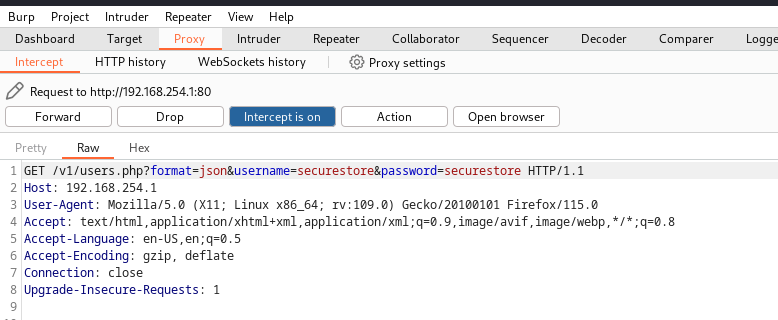 Burp Project Intruder Repeater View Help
Dashboard Target Proxy Intruder Repeater Collaborator Sequencer Decoder Comparer Logge
Intercept HTTP history WebSockets history Proxy settings
Request to http://192.168.254.1:80
Forward Drop Intercept is on Action Open browser
Pretty Raw Hex
1 GET /v1/users.php?format=json&username=securestore&password=securestore HTTP/1.1
2 Host: 192.168.254.1
3 User-Agent: Mozilla/5.0 (X11; Linux x86_64; rv:109.0) Gecko/20100101 Firefox/115.0
4 Accept: text/html,application/xhtml+xml,application/xml;q=0.9,image/avif,image/webp,*/*;q=0.8
5 Accept-Language: en-US,en;q=0.5
6 Accept-Encoding: gzip, deflate
7 Connection: close
8 Upgrade-Insecure-Requests: 1
9